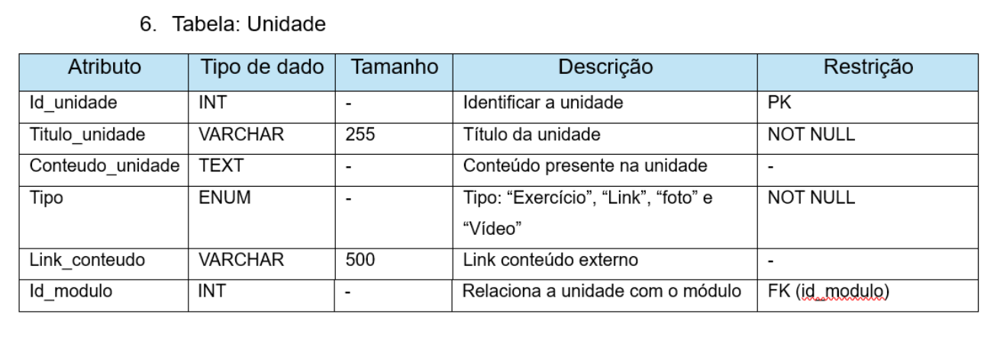 6. Tabela: Unidade
Atributo Tipo de dado Tamanho Descrição Restrição
Id_unidade INT - Identificar a unidade PK
Titulo_unidade VARCHAR 255 Título da unidade NOT NULL
Conteudo_unidade TEXT - Conteúdo presente na unidade -
Tipo ENUM - Tipo: “Exercício”, “Link”, “foto” e NOT NULL
“Vídeo”
Link_conteudo VARCHAR 500 Link conteúdo externo -
Id_modulo INT - Relaciona a unidade com o módulo FK (id_modulo)